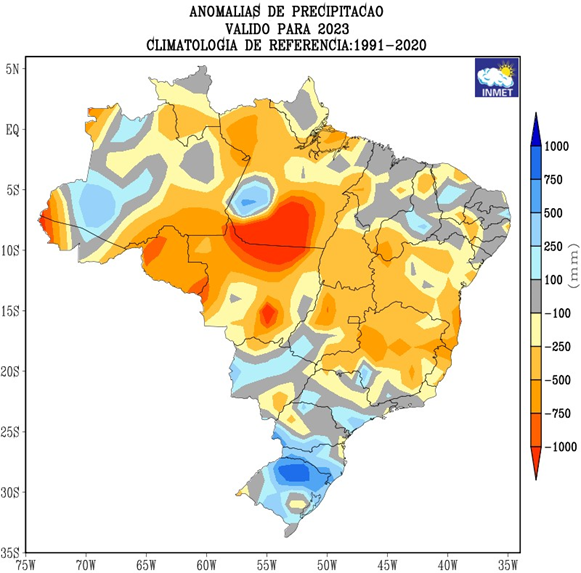 ANOMALIAS DE PRECIPITACAO
VALIDO PARA 2023
CLIMATOLOGIA DE REFERENCIA:1991-2020
INMET
5N
EQ
5S
10S
15S
20S
25S
30S
35S
75W 70W 65W 60W 55W 50W 45W 40W 35W
1000
750
500
250
100
-100
-250
-500
-750
-1000
(mm)